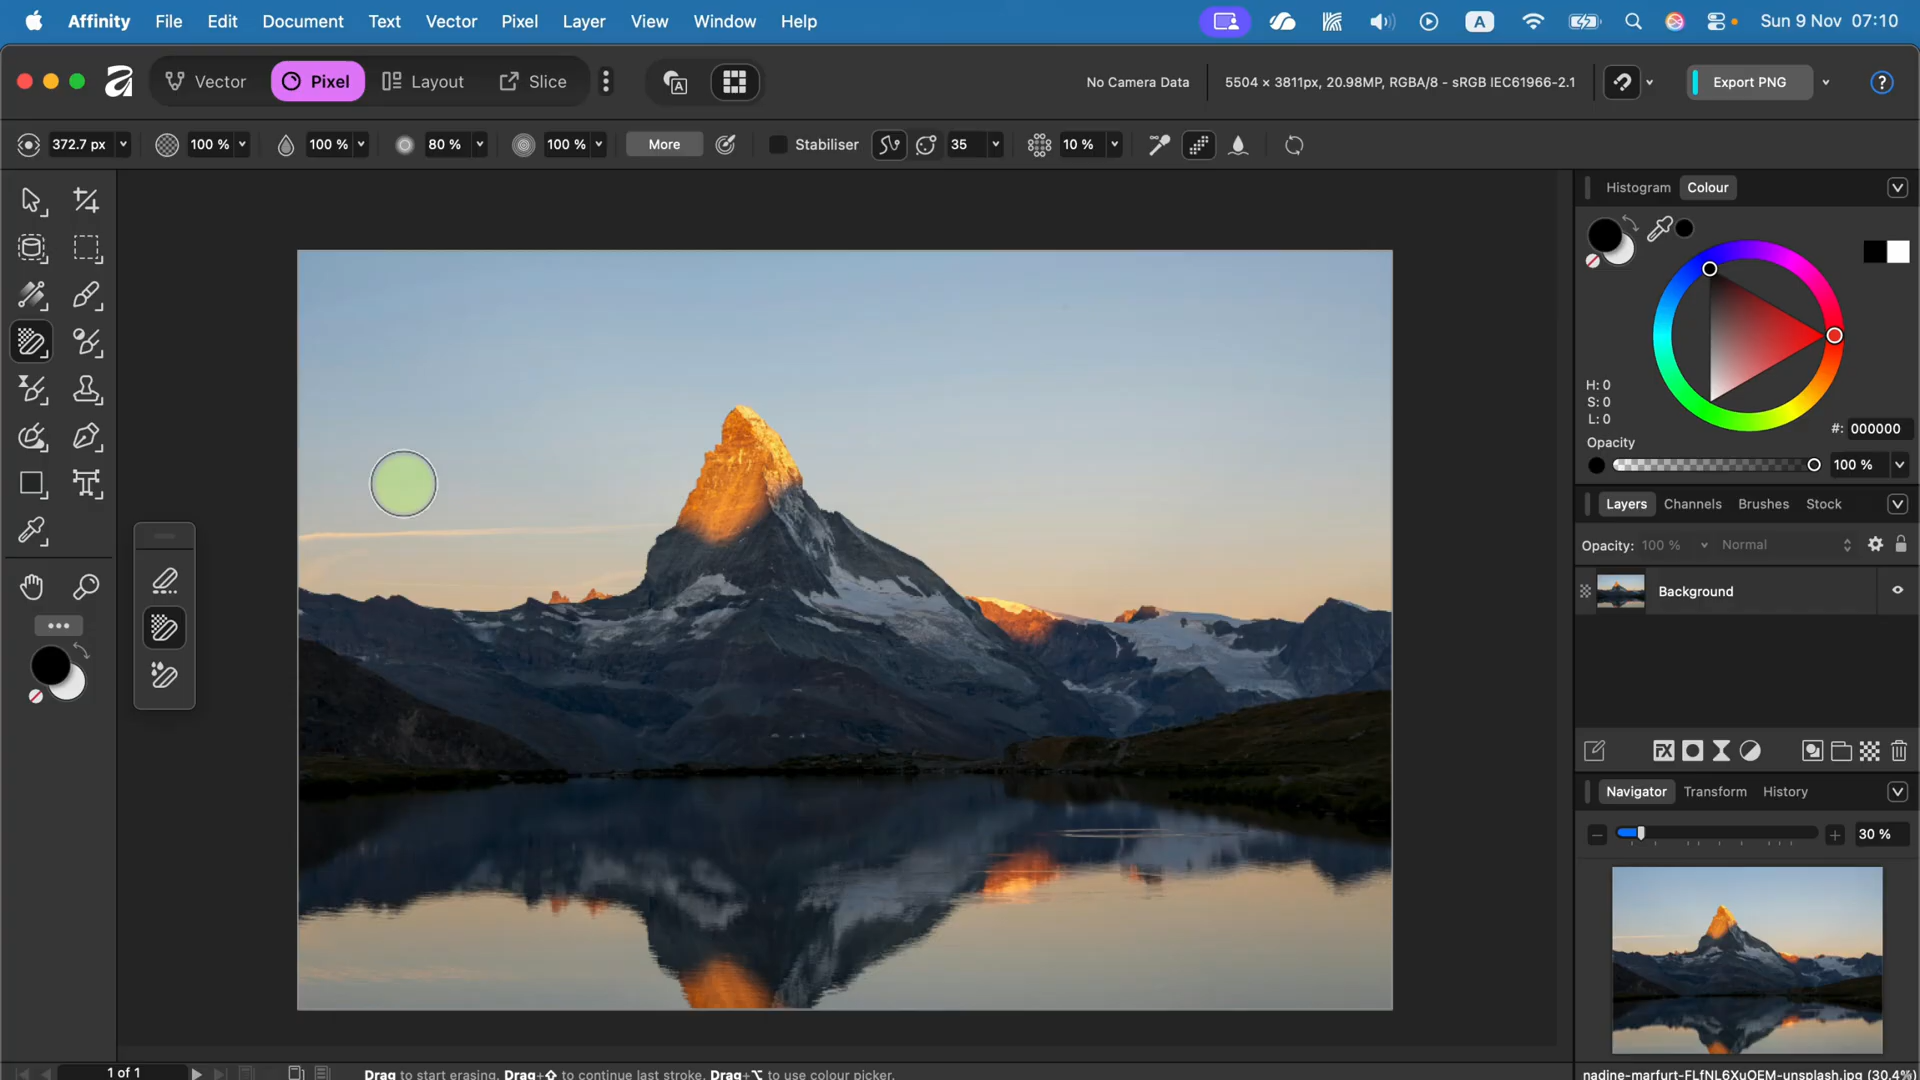 Affinity File Edit Document Text Vector Pixel Layer View Window Help A Sun 9 Nov 07:10
Vector Pixel Layout Slice A No Camera Data 5504 × 3811px, 20.98MP, RGBA/8 - sRGB IEC61966-2.1 Export PNG ?
372.7 px 100 % 100 % 80 % 100 % More Stabiliser 35 10 %
Histogram Colour
H: 0
S: 0
L: 0
#: 000000
Opacity
100 %
Layers Channels Brushes Stock
Opacity: 100 % Normal
Background
FX
Navigator Transform History
30 %
1 of 1
Drag to start erasing. Drag+⇧ to continue last stroke. Drag+⌥ to use colour picker.
nadine-marfurt-FLfNL6XuOEM-unsplash.jpg (30.4%)